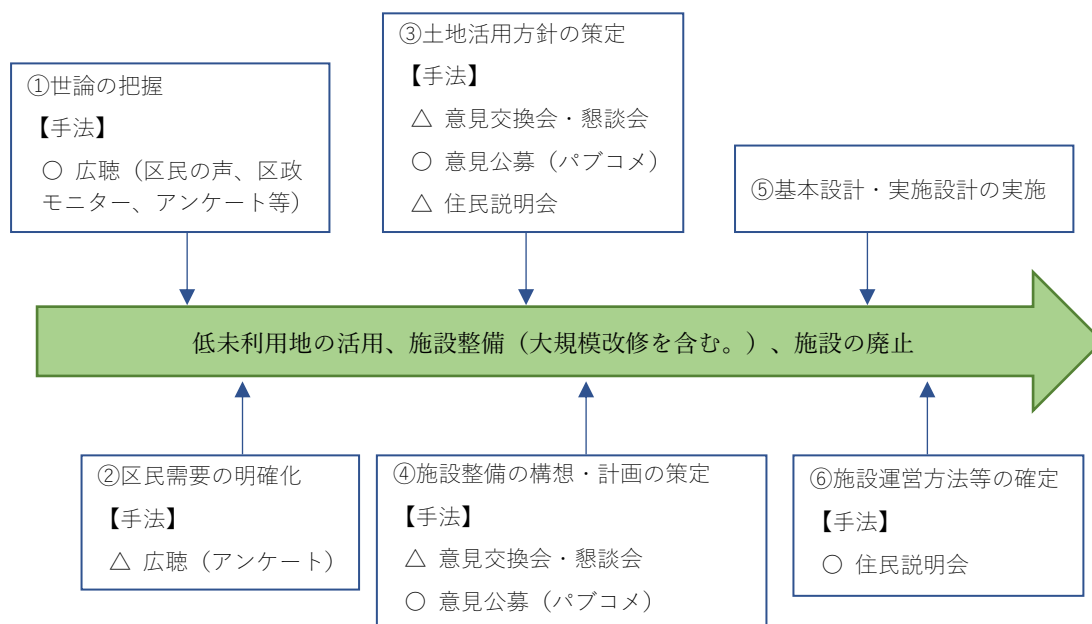 ①世論の把握
【手法】
○ 広聴（区民の声、区政
モニター、アンケート等）
③土地活用方針の策定
【手法】
△ 意見交換会・懇談会
○ 意見公募（パブコメ）
△ 住民説明会
⑤基本設計・実施設計の実施
低未利用地の活用、施設整備（大規模改修を含む。）、施設の廃止
②区民需要の明確化
【手法】
△ 広聴（アンケート）
④施設整備の構想・計画の策定
【手法】
△ 意見交換会・懇談会
○ 意見公募（パブコメ）
⑥施設運営方法等の確定
【手法】
○ 住民説明会